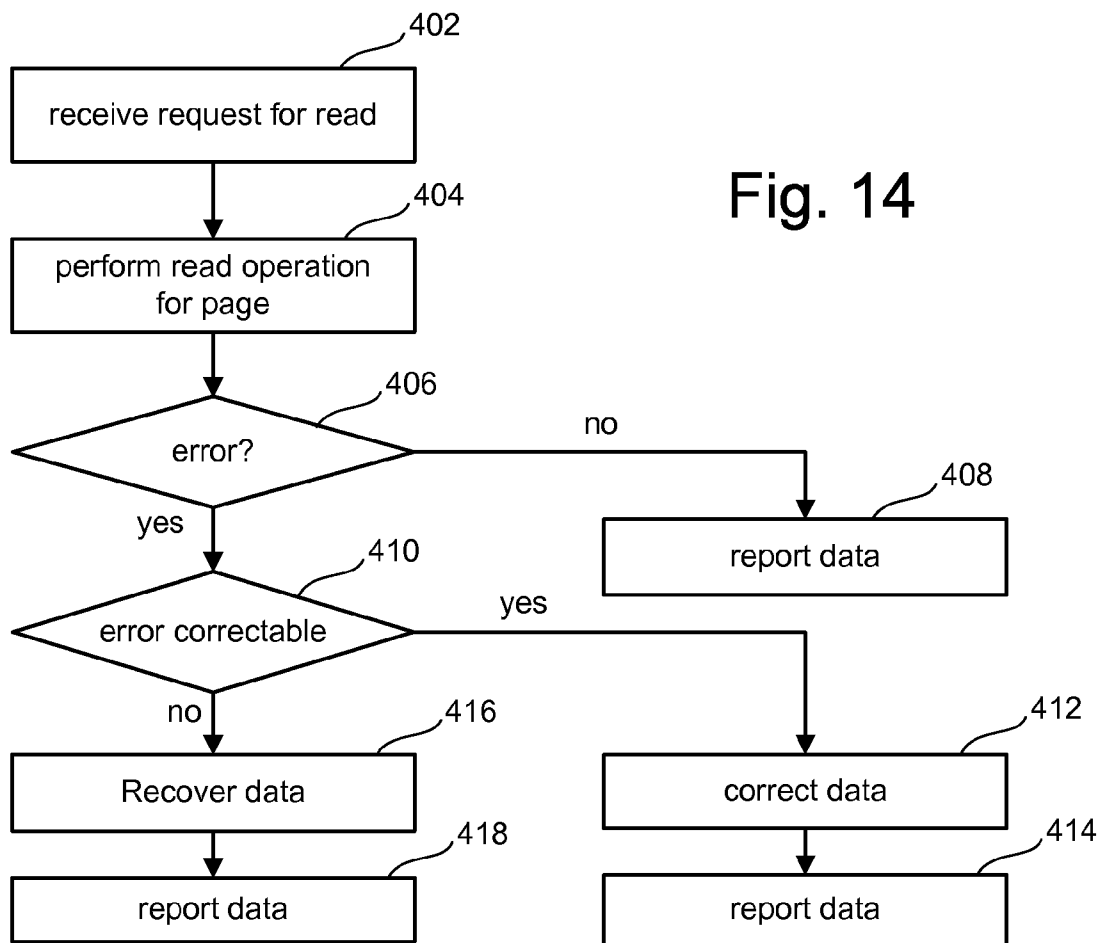 402
receive request for read
Fig. 14
404
perform read operation
for page
406
error?
no
408
yes
report data
410
error correctable
yes
no
416
412
Recover data
correct data
418
414
report data
report data